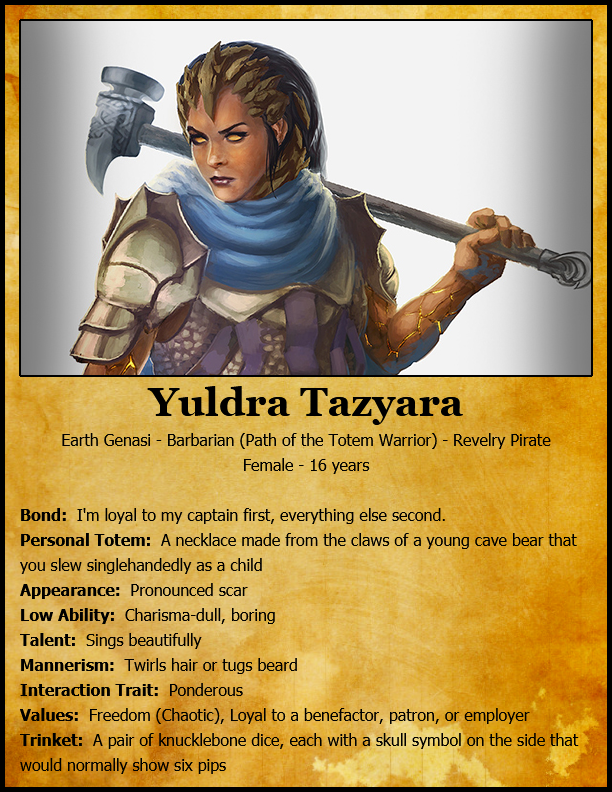 Yuldra Tazyara
Earth Genasi - Barbarian (Path of the Totem Warrior) - Revelry Pirate
Female - 16 years
Bond: I'm loyal to my captain first, everything else second.
Personal Totem: A necklace made from the claws of a young cave bear that
you slew singlehandedly as a child
Appearance: Pronounced scar
Low Ability: Charisma-dull, boring
Talent: Sings beautifully
Mannerism: Twirls hair or tugs beard
Interaction Trait: Ponderous
Values: Freedom (Chaotic), Loyal to a benefactor, patron, or employer
Trinket: A pair of knucklebone dice, each with a skull symbol on the side that
would normally show six pips